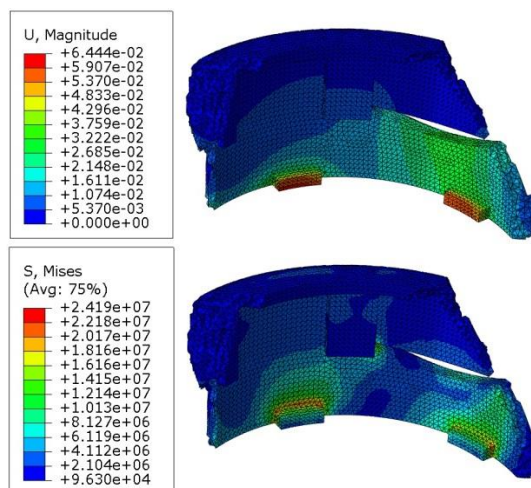 U, Magnitude
+6.444e-02
+5.907e-02
+5.370e-02
+4.833e-02
+4.296e-02
+3.759e-02
+3.222e-02
+2.685e-02
+2.148e-02
+1.611e-02
+1.074e-02
+5.370e-03
+0.000e+00
S, Mises
(Avg: 75%)
+2.419e+07
+2.218e+07
+2.017e+07
+1.816e+07
+1.616e+07
+1.415e+07
+1.214e+07
+1.013e+07
+8.127e+06
+6.119e+06
+4.112e+06
+2.104e+06
+9.630e+04